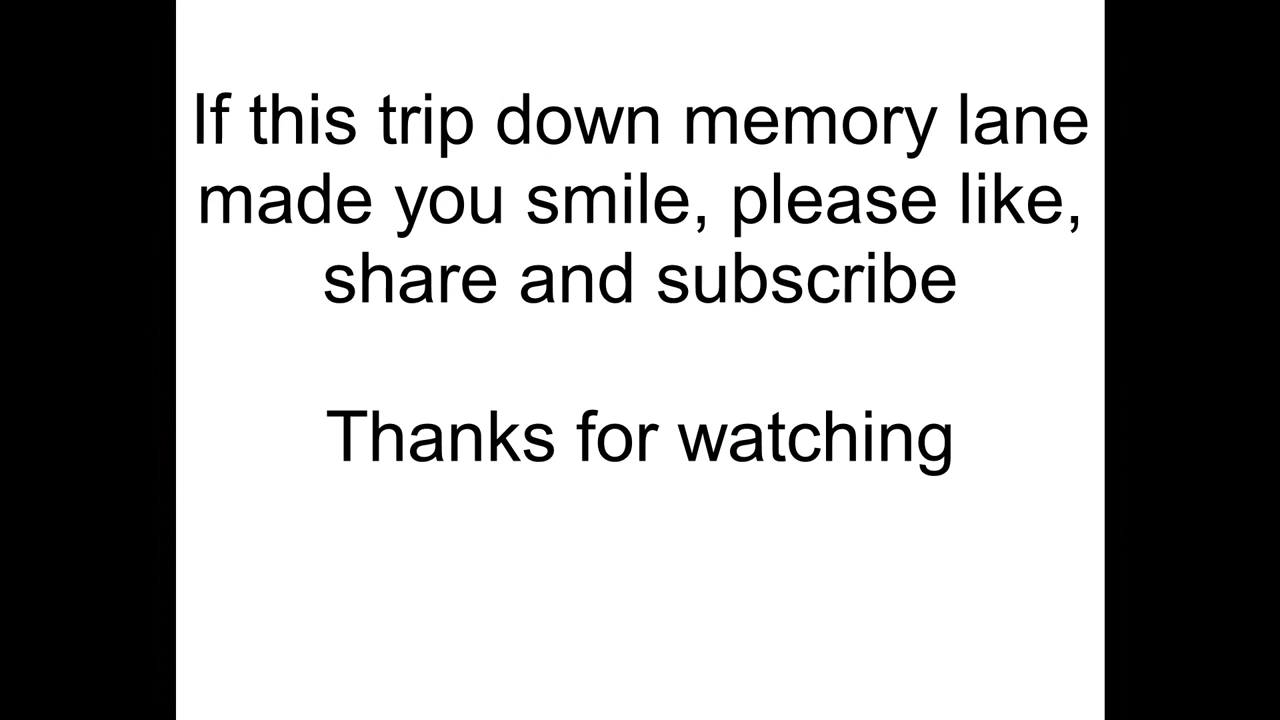 If this trip down memory lane
made you smile, please like,
share and subscribe
Thanks for watching